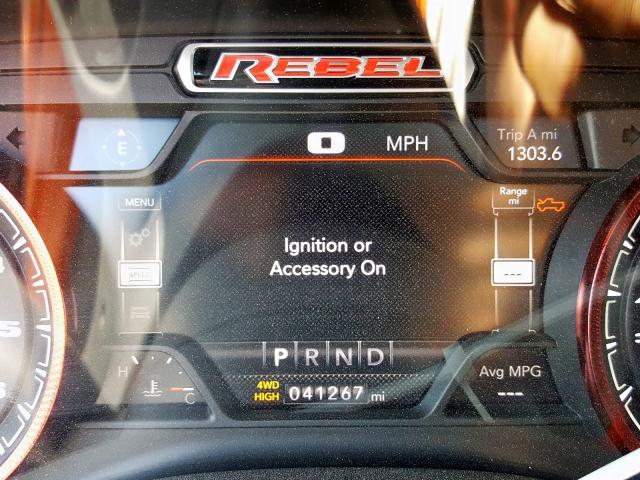 REBEL
E
0 MPH
Trip A mi
1303.6
MENU
Range
mi
Ignition or
Accessory On
---
P R N D
H
C
4WD
HIGH
041267 mi
Avg MPG
---